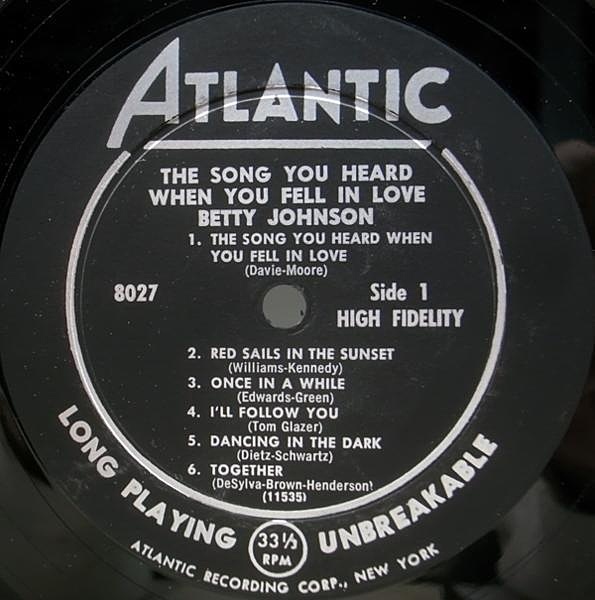 ATLANTIC
THE SONG YOU HEARD
WHEN YOU FELL IN LOVE
BETTY JOHNSON
1. THE SONG YOU HEARD WHEN
YOU FELL IN LOVE
(Davie-Moore)
8027
Side 1
HIGH FIDELITY
2. RED SAILS IN THE SUNSET
(Williams-Kennedy)
3. ONCE IN A WHILE
(Edwards-Green)
4. I'LL FOLLOW YOU
(Tom Glazer)
5. DANCING IN THE DARK
(Dietz-Schwartz)
6. TOGETHER
(DeSylva-Brown-Henderson)
(11535)
LONG PLAYING
33 1/3
RPM
UNBREAKABLE
ATLANTIC RECORDING CORP., NEW YORK